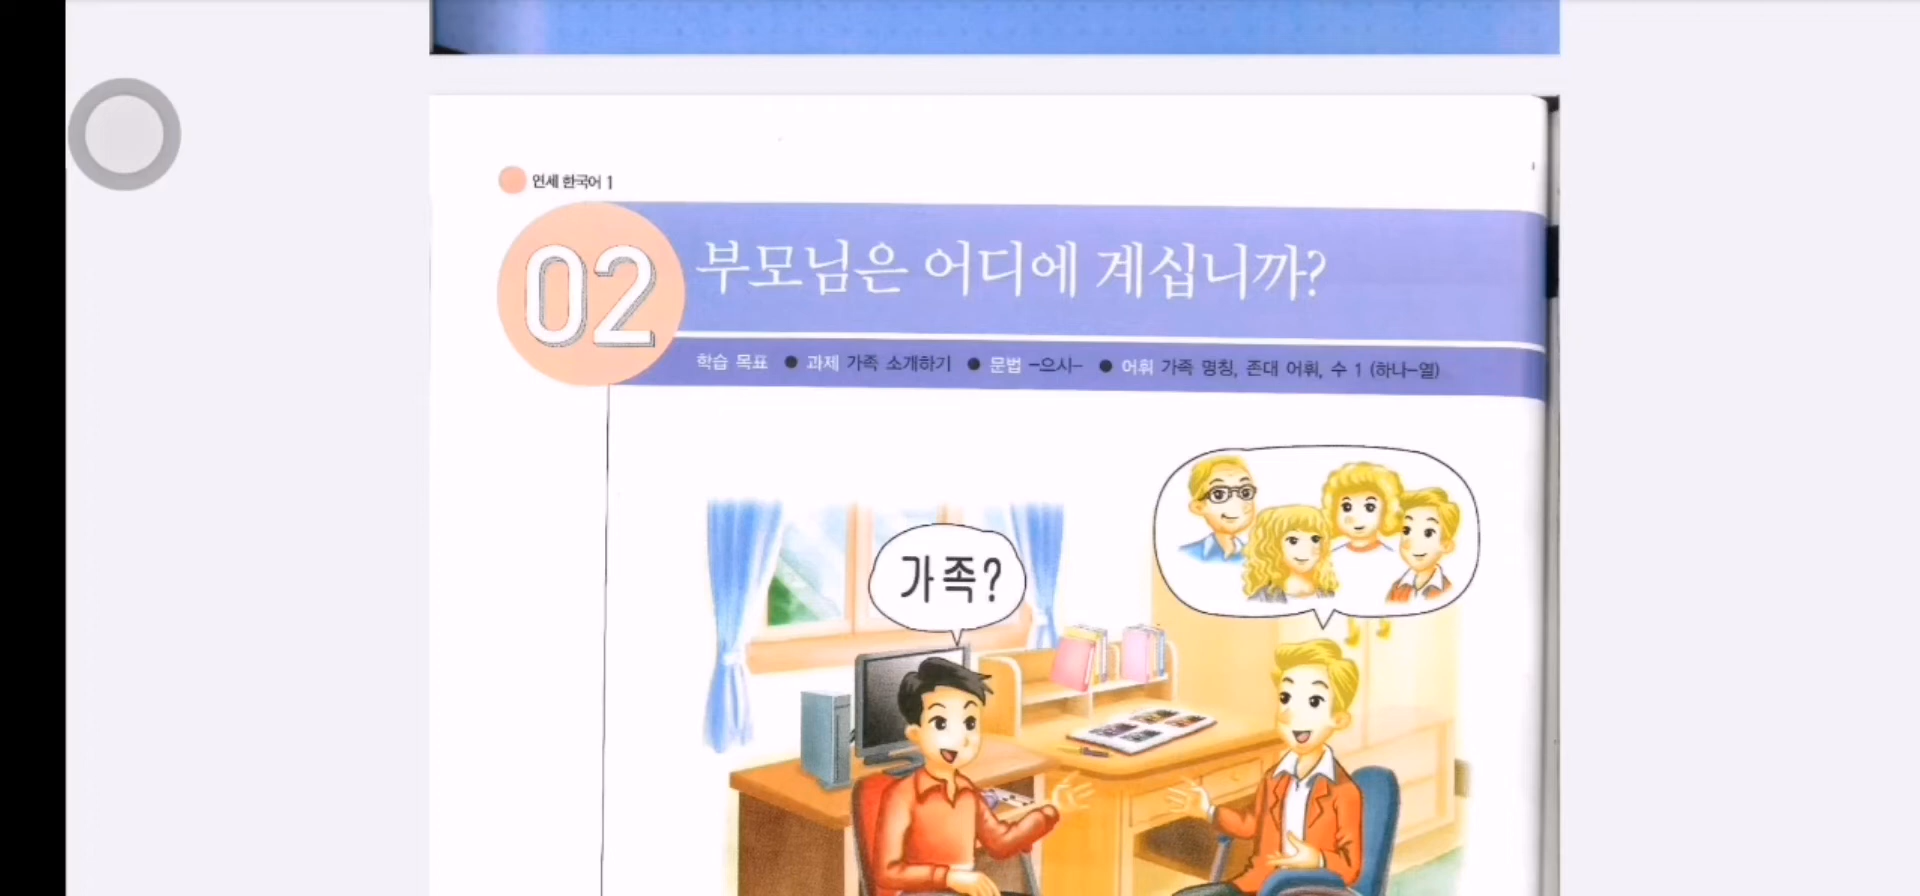 연세 한국어 1
02
부모님은 어디에 계십니까?
학습 목표 ● 과제 가족 소개하기 ● 문법 -으시- ● 어휘 가족 명칭, 존대 어휘, 수 1 (하나-열)
가족?